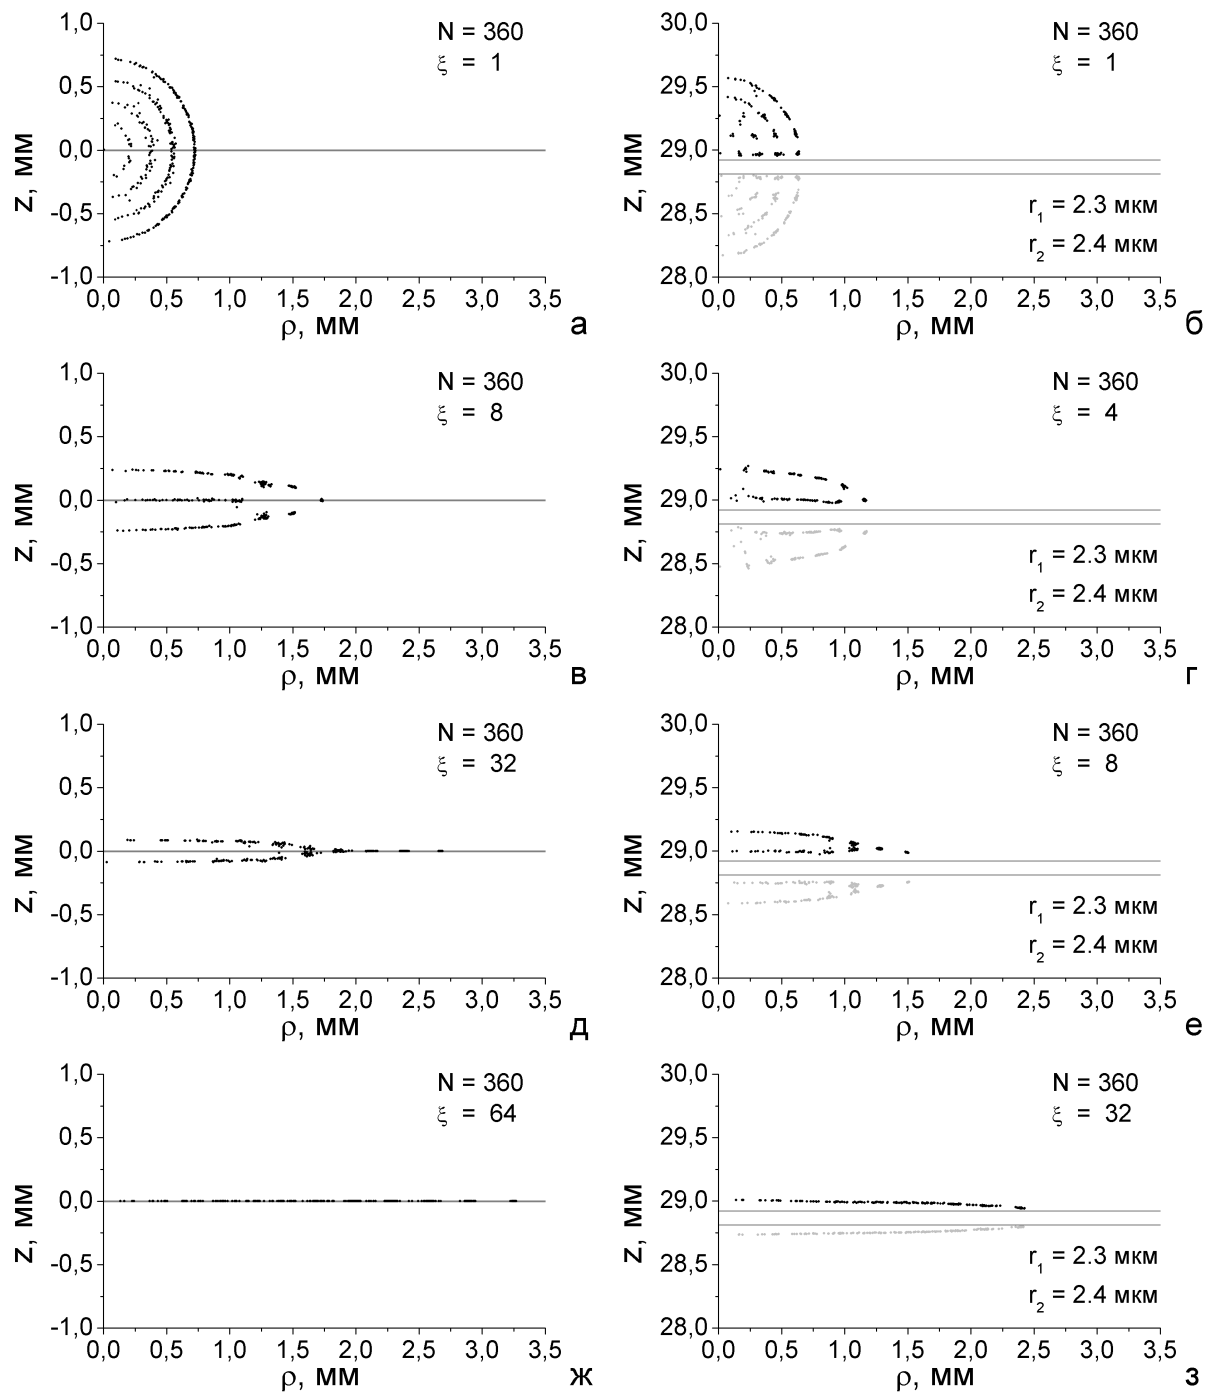 1,0
0,5
0,0
-0,5
-1,0
z, мм
N = 360
ξ = 1
0,0 0,5 1,0 1,5 2,0 2,5 3,0 3,5
ρ, мм
а
30,0
29,5
29,0
28,5
28,0
z, мм
N = 360
ξ = 1
r1 = 2.3 мкм
r2 = 2.4 мкм
0,0 0,5 1,0 1,5 2,0 2,5 3,0 3,5
ρ, мм
б
1,0
0,5
0,0
-0,5
-1,0
z, мм
N = 360
ξ = 8
0,0 0,5 1,0 1,5 2,0 2,5 3,0 3,5
ρ, мм
в
30,0
29,5
29,0
28,5
28,0
z, мм
N = 360
ξ = 4
r1 = 2.3 мкм
r2 = 2.4 мкм
0,0 0,5 1,0 1,5 2,0 2,5 3,0 3,5
ρ, мм
г
1,0
0,5
0,0
-0,5
-1,0
z, мм
N = 360
ξ = 32
0,0 0,5 1,0 1,5 2,0 2,5 3,0 3,5
ρ, мм
д
30,0
29,5
29,0
28,5
28,0
z, мм
N = 360
ξ = 8
r1 = 2.3 мкм
r2 = 2.4 мкм
0,0 0,5 1,0 1,5 2,0 2,5 3,0 3,5
ρ, мм
е
1,0
0,5
0,0
-0,5
-1,0
z, мм
N = 360
ξ = 64
0,0 0,5 1,0 1,5 2,0 2,5 3,0 3,5
ρ, мм
ж
30,0
29,5
29,0
28,5
28,0
z, мм
N = 360
ξ = 32
r1 = 2.3 мкм
r2 = 2.4 мкм
0,0 0,5 1,0 1,5 2,0 2,5 3,0 3,5
ρ, мм
з